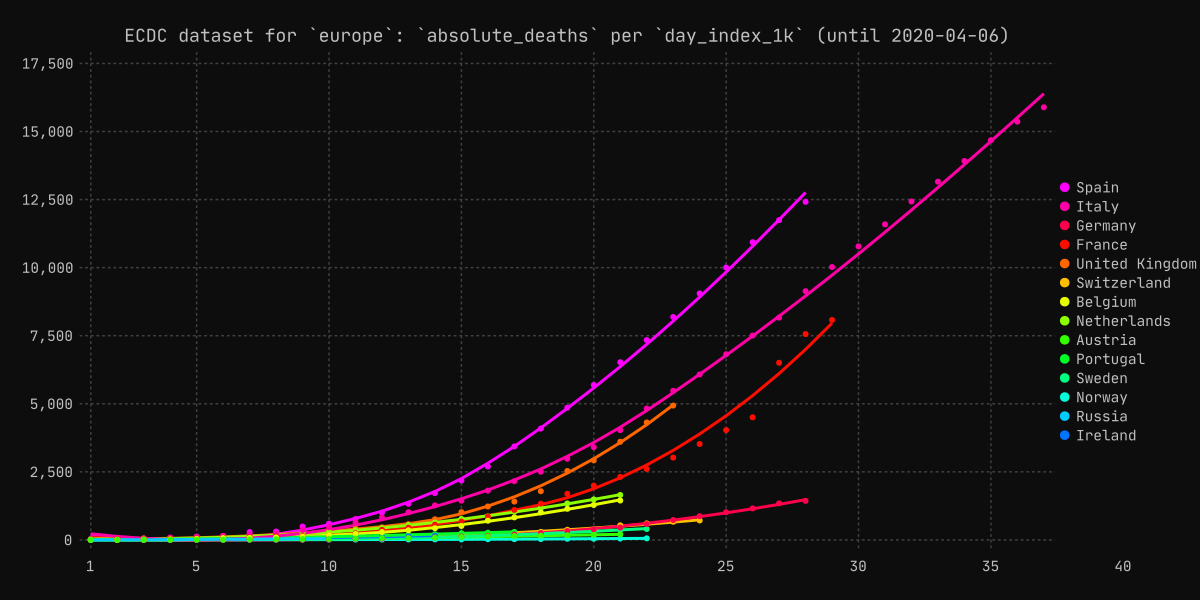 ECDC dataset for `europe`: `absolute_deaths` per `day_index_1k` (until 2020-04-06)
17,500
15,000
12,500
10,000
7,500
5,000
2,500
0
1 5 10 15 20 25 30 35 40
Spain
Italy
Germany
France
United Kingdom
Switzerland
Belgium
Netherlands
Austria
Portugal
Sweden
Norway
Russia
Ireland